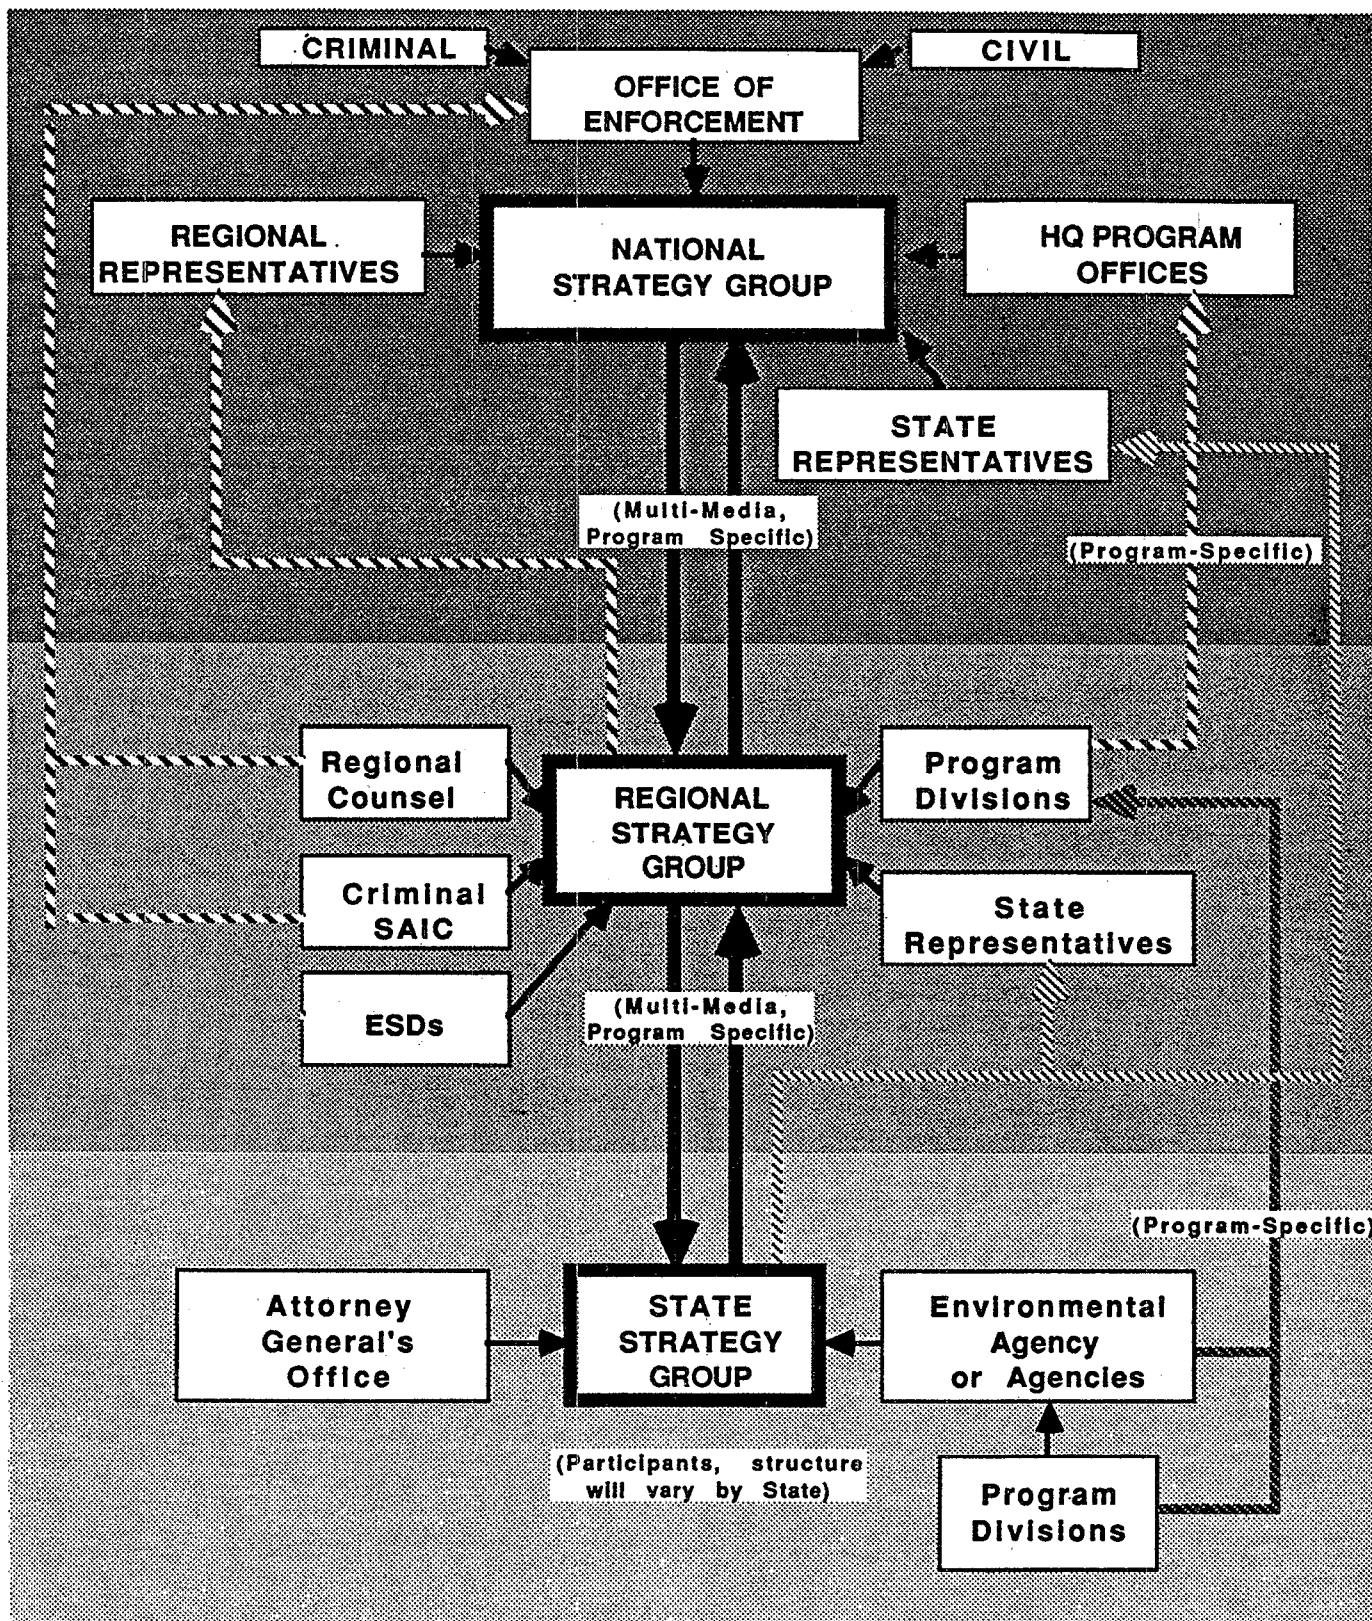 CRIMINAL
CIVIL
OFFICE OF
ENFORCEMENT
REGIONAL
REPRESENTATIVES
NATIONAL
STRATEGY GROUP
HQ PROGRAM
OFFICES
STATE
REPRESENTATIVES
(Multi-Media,
Program Specific)
(Program-Specific)
Regional
Counsel
REGIONAL
STRATEGY
GROUP
Program
Divisions
Criminal
SAIC
State
Representatives
ESDs
(Multi-Media,
Program Specific)
(Program-Specific)
Attorney
General's
Office
STATE
STRATEGY
GROUP
Environmental
Agency
or Agencies
(Participants, structure
will vary by State)
Program
Divisions